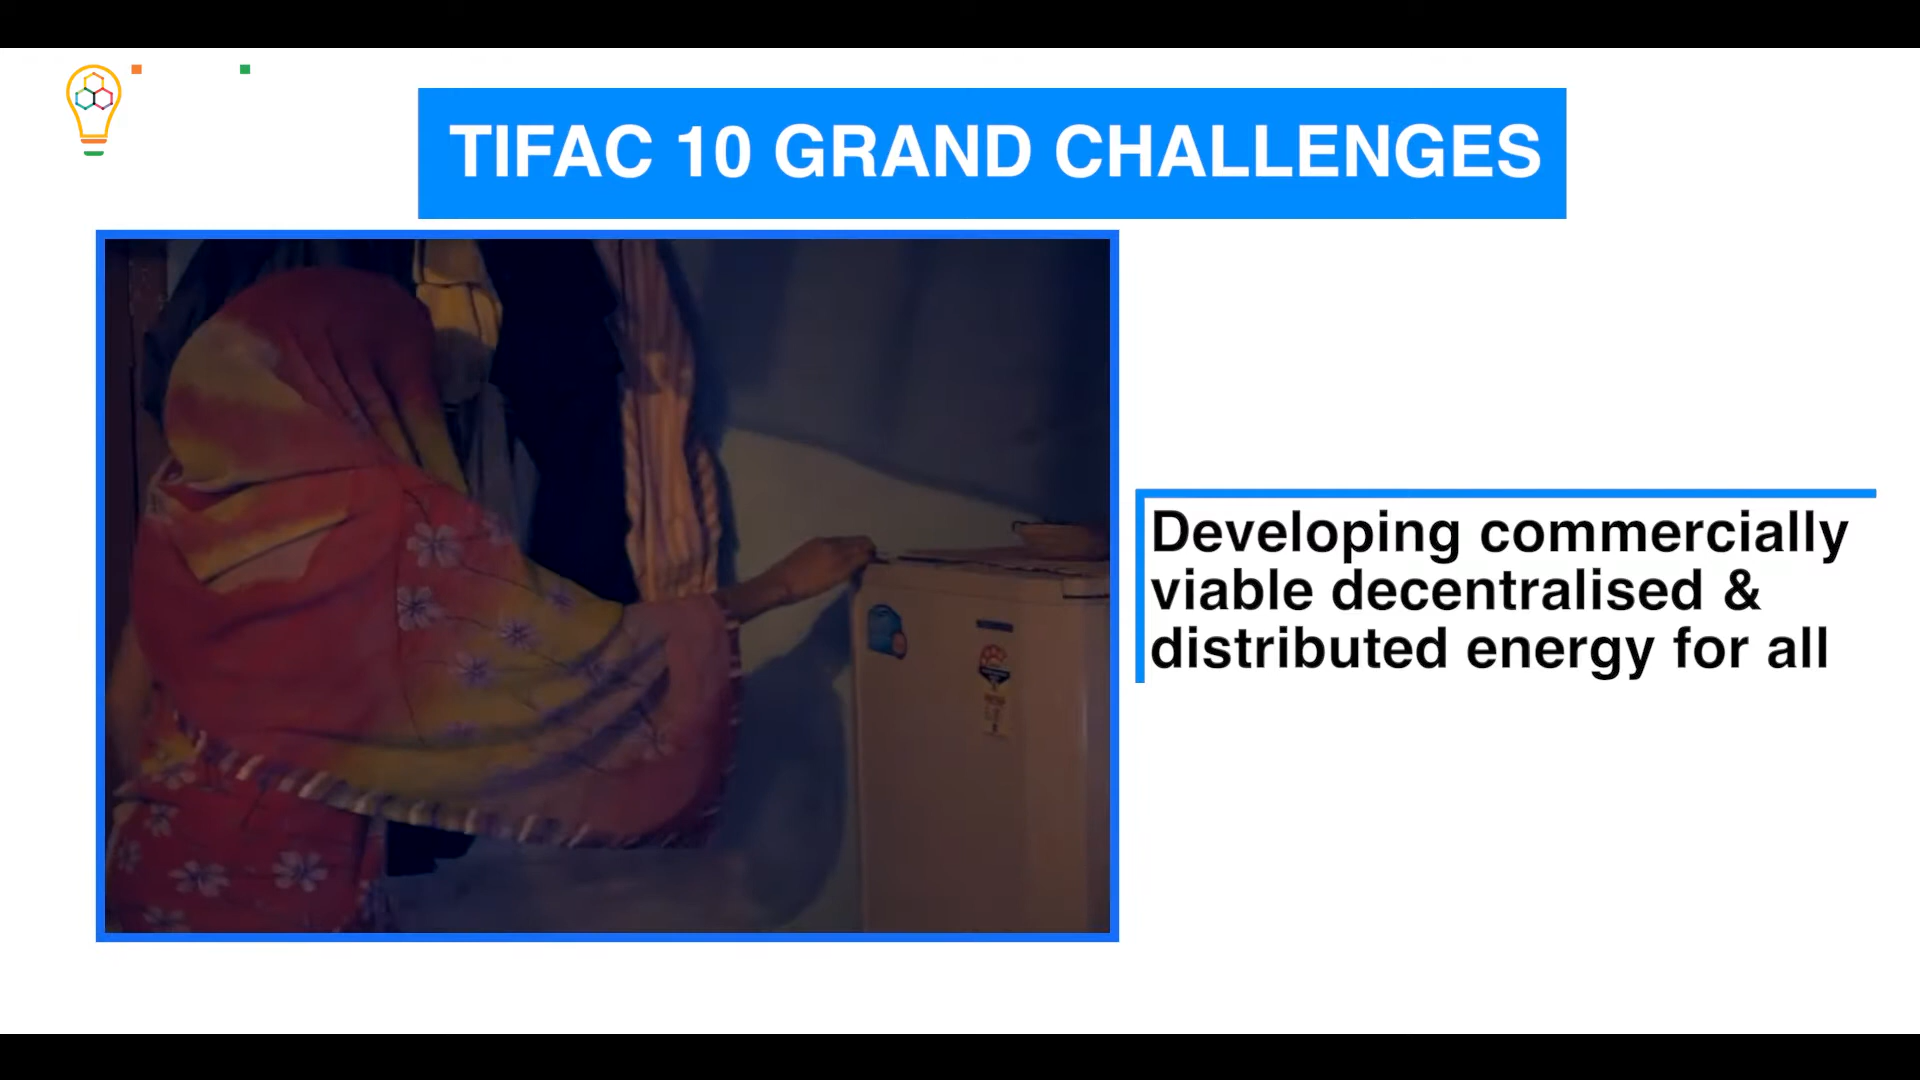 TIFAC 10 GRAND CHALLENGES
Developing commercially
viable decentralised &
distributed energy for all